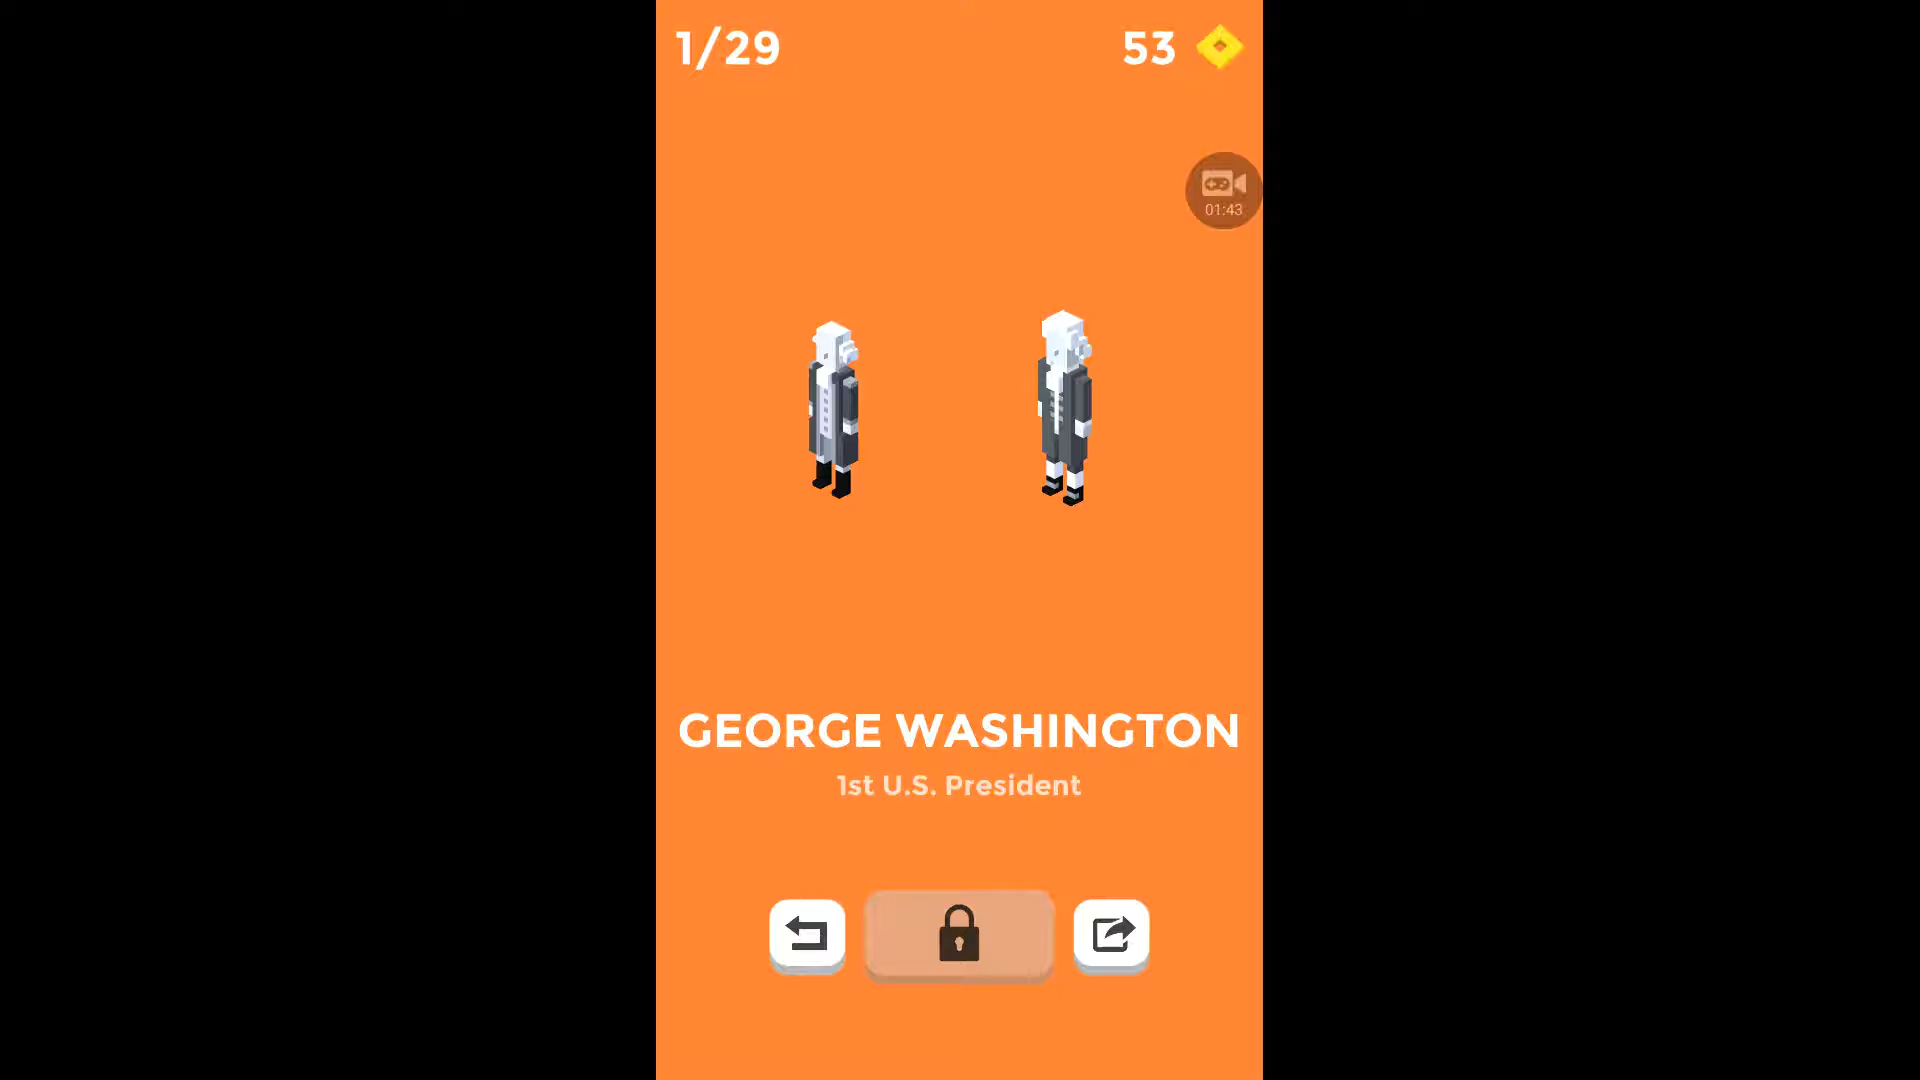 1/29
53
01:43
GEORGE WASHINGTON
1st U.S. President